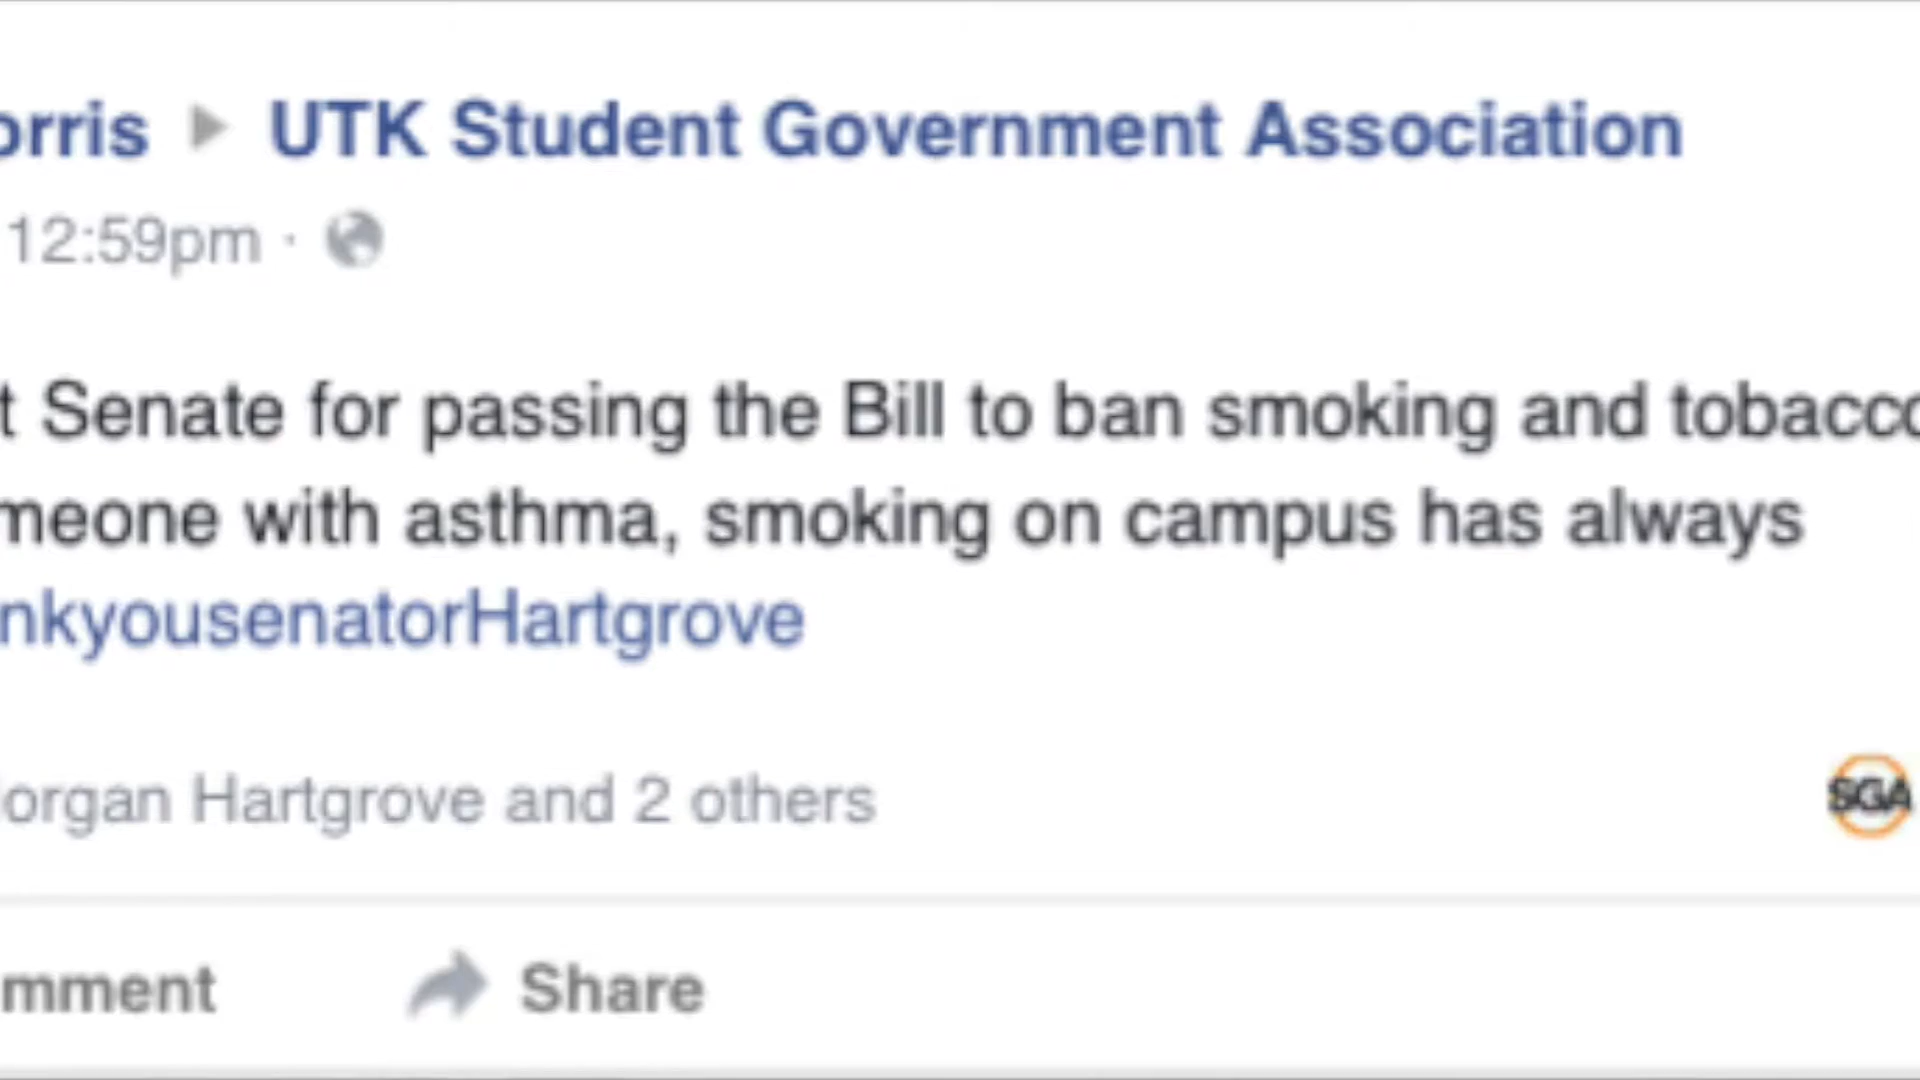 orris UTK Student Government Association
12:59pm ·
t Senate for passing the Bill to ban smoking and tobacco
meone with asthma, smoking on campus has always
nkyousenatorHartgrove
organ Hartgrove and 2 others
SGA
mment Share